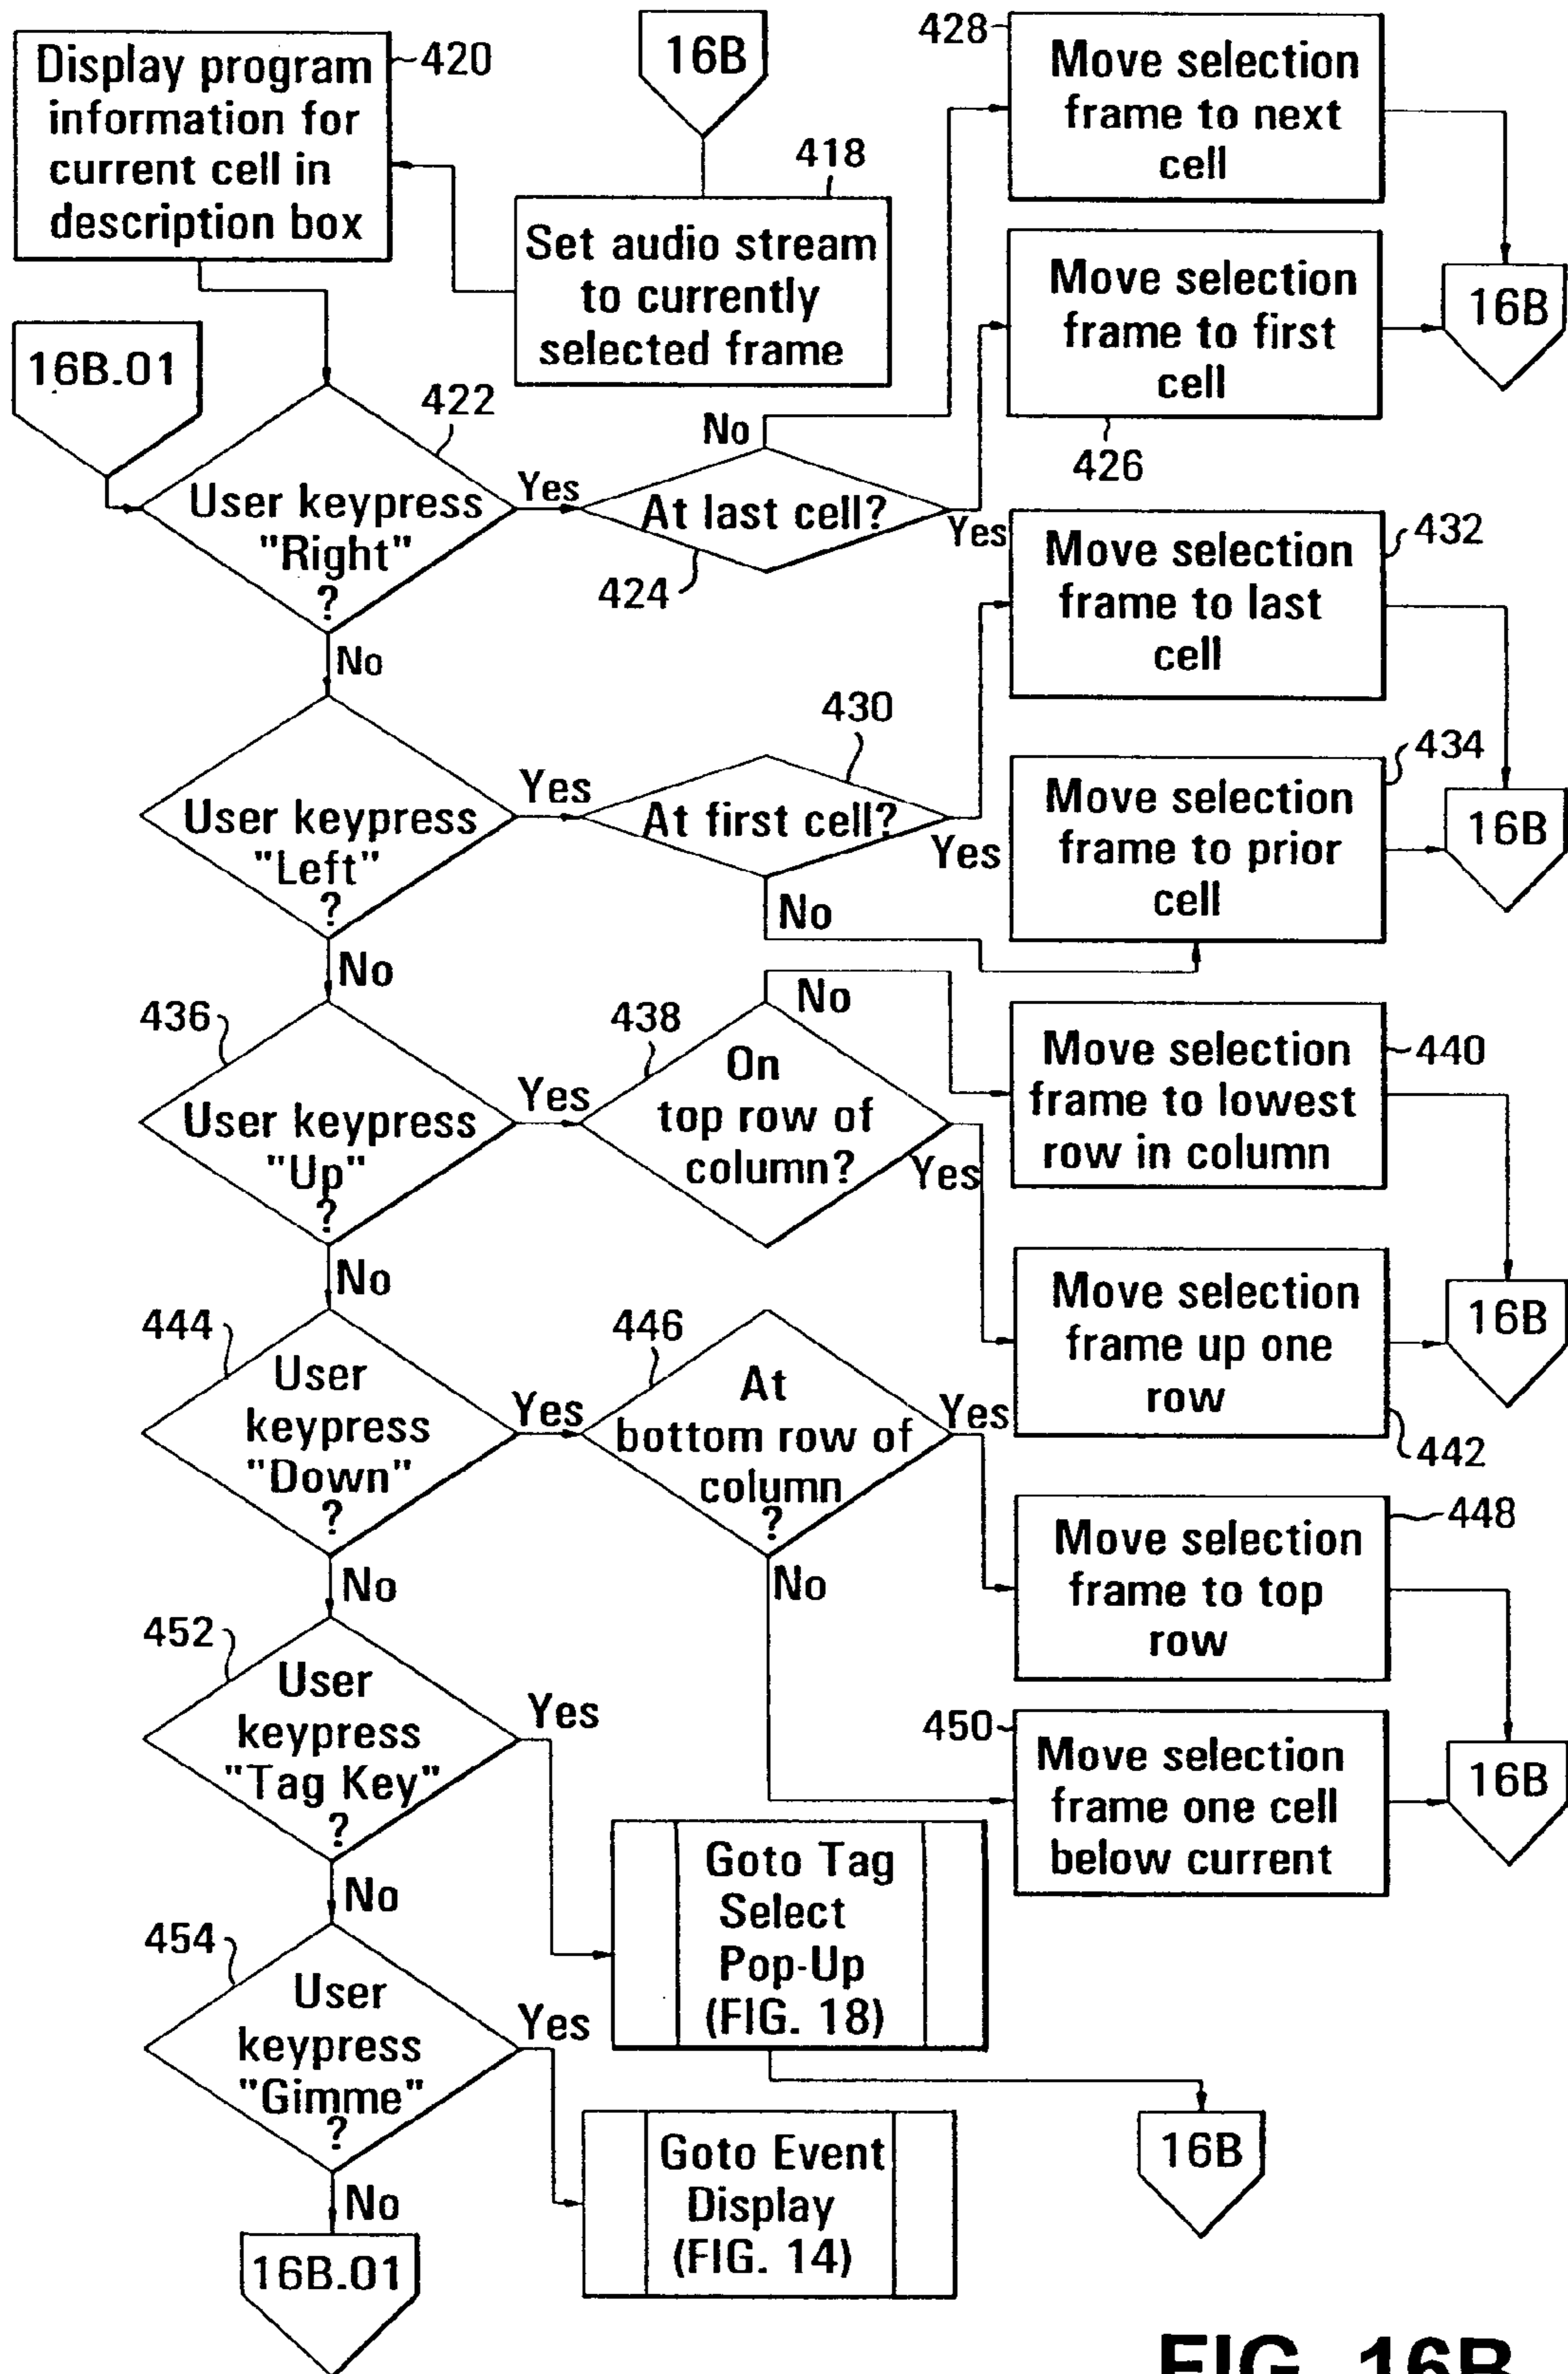 Display program
information for
current cell in
description box
420
16B
418
Set audio stream
to currently
selected frame
428
Move selection
frame to next
cell
Move selection
frame to first
cell
426
16B
16B.01
422
User keypress
"Right"
?
Yes
No
At last cell?
424
Yes
No
Move selection
frame to last
cell
432
430
User keypress
"Left"
?
Yes
At first cell?
Yes
No
Move selection
frame to prior
cell
434
16B
No
436
User keypress
"Up"
?
Yes
438
On
top row of
column?
No
Yes
Move selection
frame to lowest
row in column
440
No
Move selection
frame up one
row
442
16B
444
User
keypress
"Down"
?
Yes
446
At
bottom row of
column
?
Yes
No
Move selection
frame to top
row
448
No
450
Move selection
frame one cell
below current
16B
452
User
keypress
"Tag Key"
?
Yes
Goto Tag
Select
Pop-Up
(FIG. 18)
No
16B
454
User
keypress
"Gimme"
?
Yes
Goto Event
Display
(FIG. 14)
No
16B.01
FIG. 16B